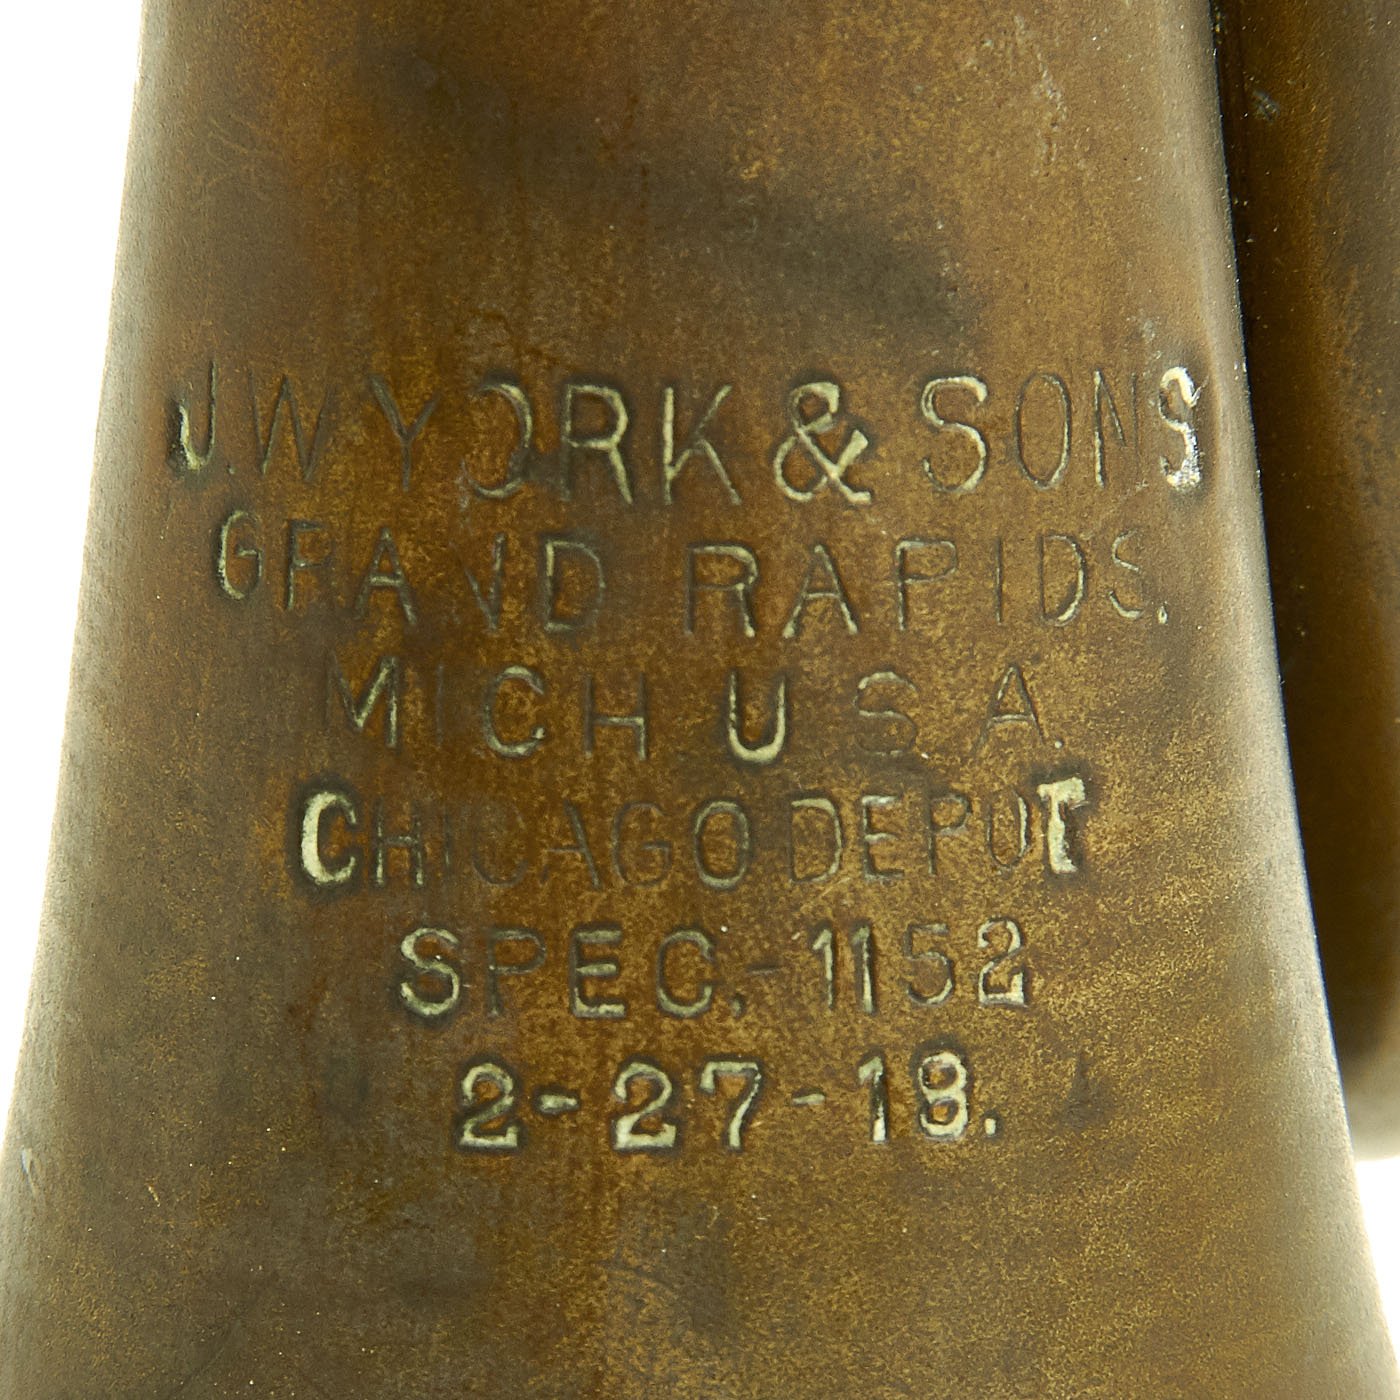 J.W YORK & SONS
GRAND RAPIDS.
MICH. U.S.A.
CHICAGO DEPOT
SPEC.-1152
2-27-18.